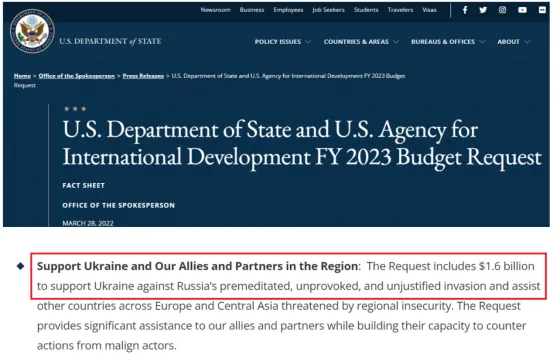 Newsroom Business Employees Job Seekers Students Travelers Visas
U.S. DEPARTMENT of STATE
POLICY ISSUES COUNTRIES & AREAS BUREAUS & OFFICES ABOUT
Home > Office of the Spokesperson > Press Releases > U.S. Department of State and U.S. Agency for International Development FY 2023 Budget
Request
U.S. Department of State and U.S. Agency for
International Development FY 2023 Budget Request
FACT SHEET
OFFICE OF THE SPOKESPERSON
MARCH 28, 2022
Support Ukraine and Our Allies and Partners in the Region: The Request includes $1.6 billion
to support Ukraine against Russia's premeditated, unprovoked, and unjustified invasion and assist
other countries across Europe and Central Asia threatened by regional insecurity. The Request
provides significant assistance to our allies and partners while building their capacity to counter
actions from malign actors.